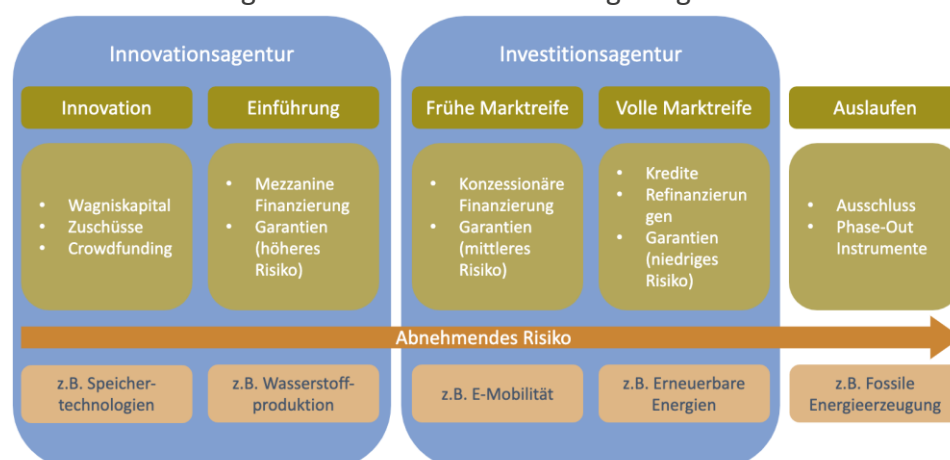 Innovationsagentur
Investitionsagentur
Innovation
Einführung
Frühe Marktreife
Volle Marktreife
Auslaufen
• Wagniskapital
• Zuschüsse
• Crowdfunding
• Mezzanine
Finanzierung
• Garantien
(höheres
Risiko)
• Konzessionäre
Finanzierung
• Garantien
(mittleres
Risiko)
• Kredite
• Refinanzierun
gen
• Garantien
(niedriges
Risiko)
• Ausschluss
• Phase-Out
Instrumente
Abnehmendes Risiko
z.B. Speicher-
technologien
z.B. Wasserstoff-
produktion
z.B. E-Mobilität
z.B. Erneuerbare
Energien
z.B. Fossile
Energieerzeugung